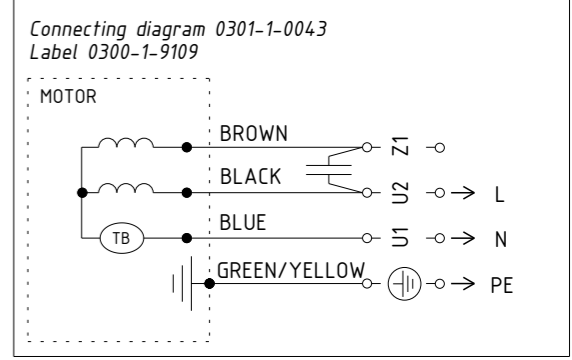 Connecting diagram 0301-1-0043
Label 0300-1-9109
MOTOR
BROWN Z1
BLACK U2 L
TB BLUE U1 N
GREEN/YELLOW PE